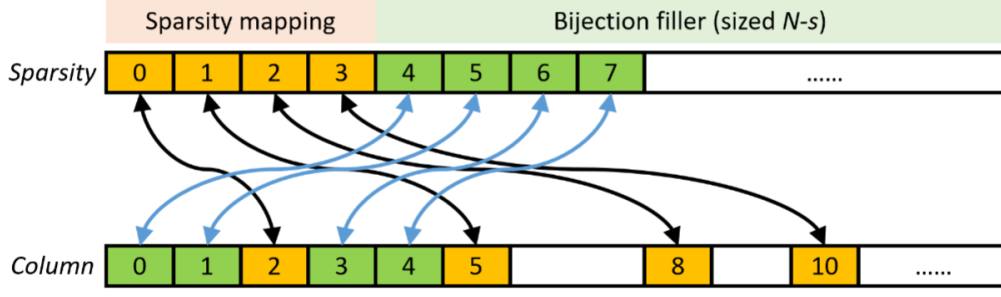 Sparsity mapping Bijection filler (sized N-s)
Sparsity 0 1 2 3 4 5 6 7 ......
Column 0 1 2 3 4 5 8 10 ......